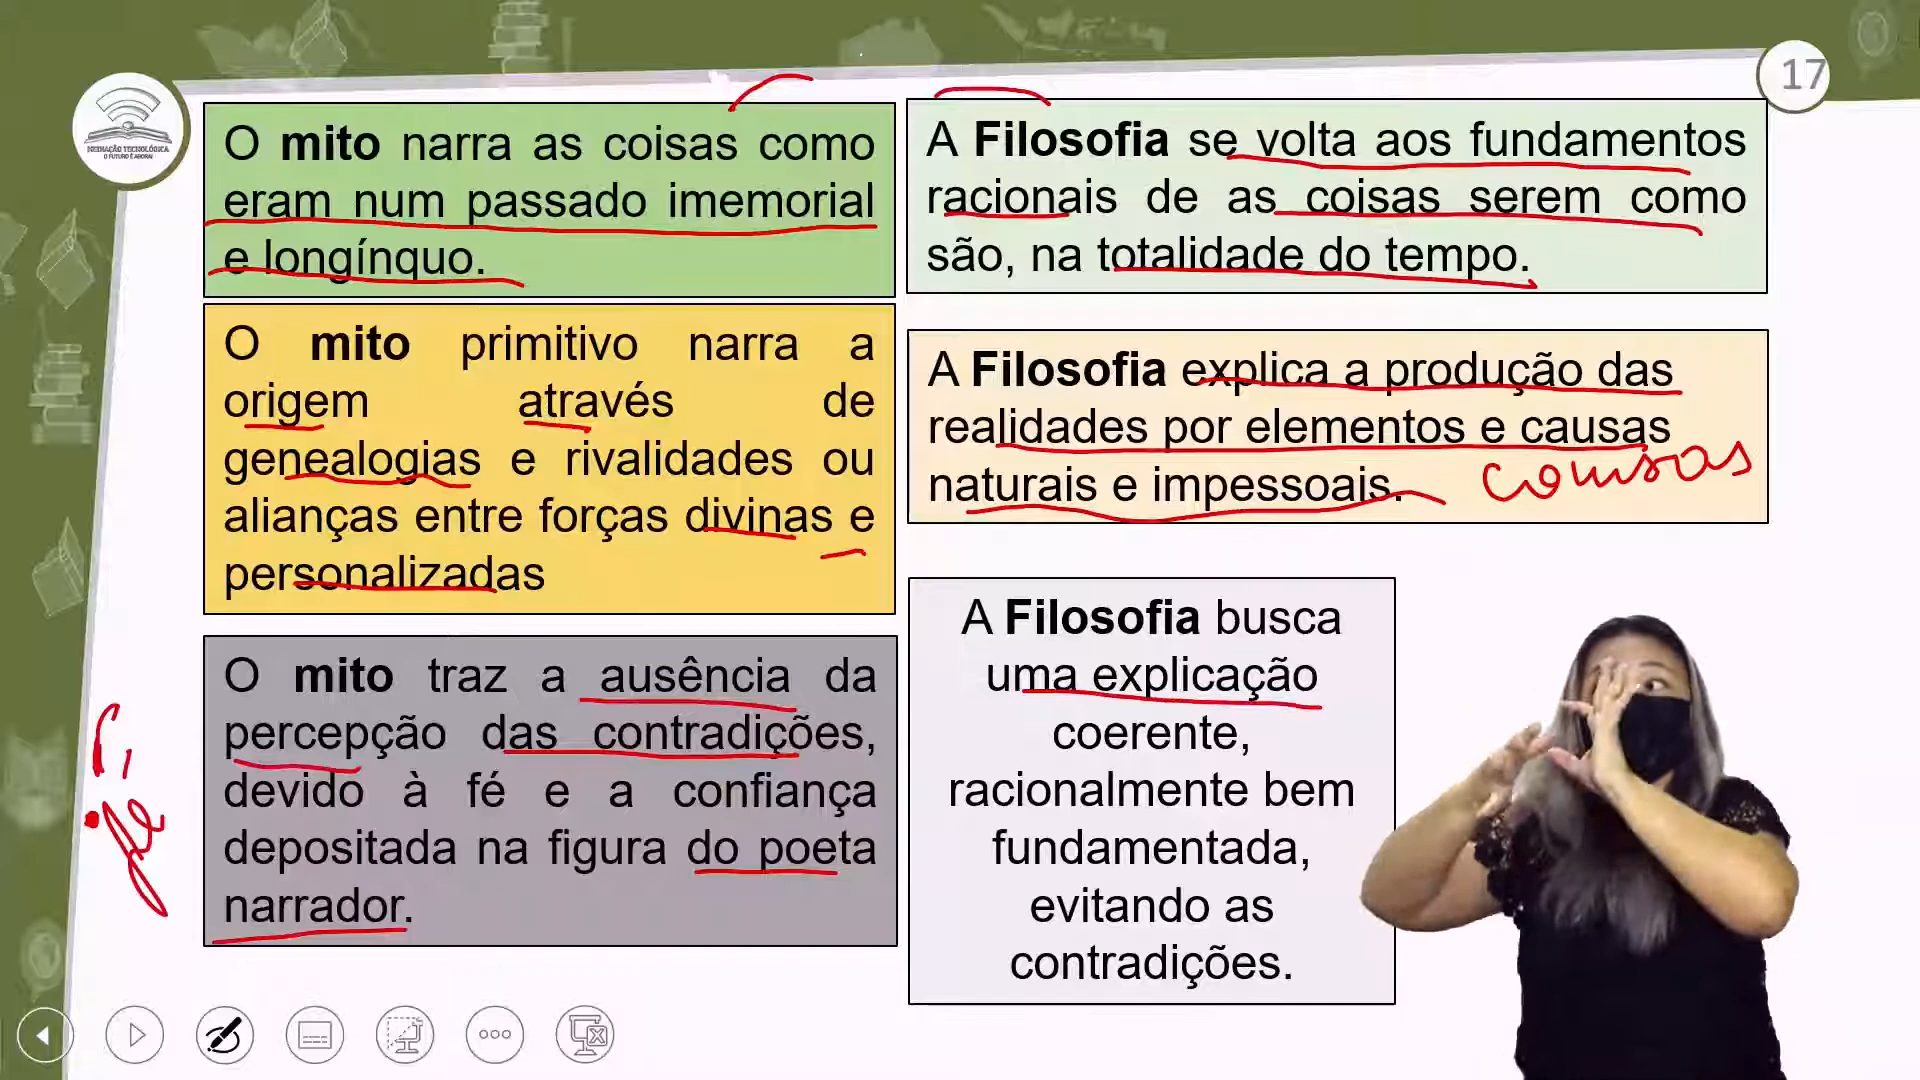 17
MEDIAÇÃO TECNOLÓGICA
O FUTURO É AGORA!
O mito narra as coisas como
eram num passado imemorial
e longínquo.
A Filosofia se volta aos fundamentos
racionais de as coisas serem como
são, na totalidade do tempo.
O mito primitivo narra a
origem através de
genealogias e rivalidades ou
alianças entre forças divinas e
personalizadas
A Filosofia explica a produção das
realidades por elementos e causas
naturais e impessoais.
O mito traz a ausência da
percepção das contradições,
devido à fé e a confiança
depositada na figura do poeta
narrador.
A Filosofia busca
uma explicação
coerente,
racionalmente bem
fundamentada,
evitando as
contradições.